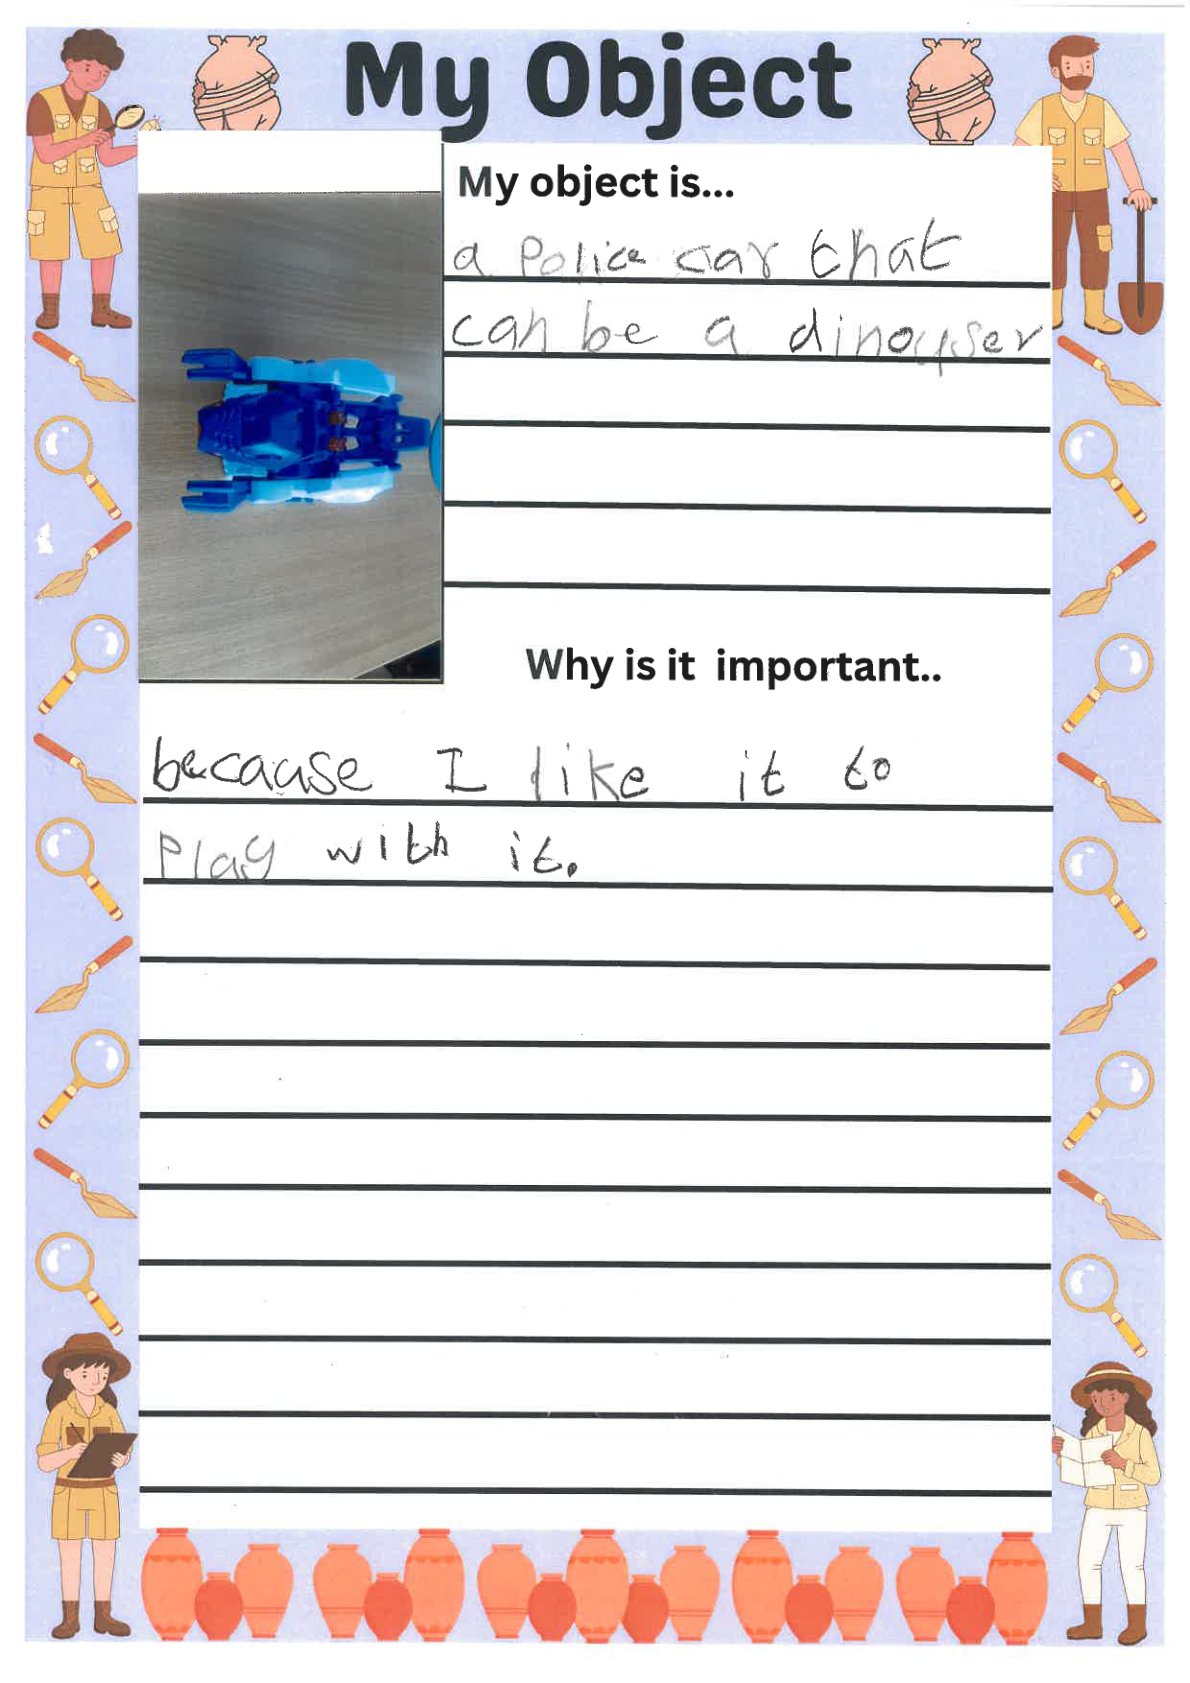 My Object
My object is...
a Police car that
can be a dinouyser
Why is it important..
because I like it to
Play with it.